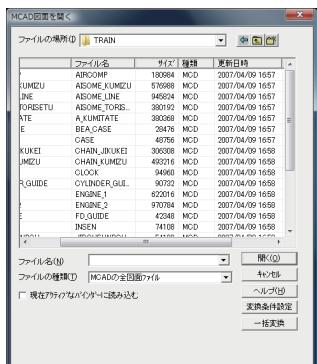 MCAD図面を開く
ファイルの場所(I) TRAIN
ファイル名 サイズ 種類 更新日時
AIRCOMP 180984 MCD 2007/04/09 16:57
KUMIZU AISOME_KUMIZU 576988 MCD 2007/04/09 16:57
LINE AISOME_LINE 945824 MCD 2007/04/09 16:57
TORISETU AISOME_TORIS... 380192 MCD 2007/04/09 16:57
ATE A_KUMITATE 380368 MCD 2007/04/09 16:57
E BEA_CASE 28476 MCD 2007/04/09 16:57
CASE 48756 MCD 2007/04/09 16:57
KUKEI CHAIN_JIKUKEI 306308 MCD 2007/04/09 16:58
UMIZU CHAIN_KUMIZU 493216 MCD 2007/04/09 16:58
CLOCK 94960 MCD 2007/04/09 16:58
R_GUIDE CYLINDER_GUI... 90732 MCD 2007/04/09 16:58
ENGINE_1 622016 MCD 2007/04/09 16:58
ENGINE_2 970784 MCD 2007/04/09 16:58
E FD_GUIDE 42348 MCD 2007/04/09 16:58
INSEN 74108 MCD 2007/04/09 16:58
ファイル名(N) 開く(O)
ファイルの種類(T) MCADの全図面ファイル キャンセル
現在アクティブなバインダーに読み込む ヘルプ(H)
変換条件設定
一括変換